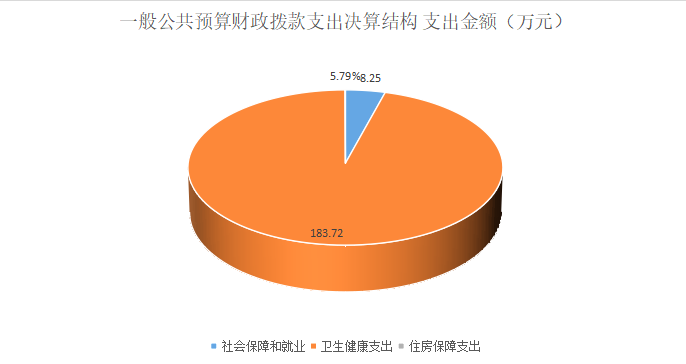 一般公共预算财政拨款支出决算结构 支出金额（万元）
5.79%
8.25
183.72
社会保障和就业 卫生健康支出 住房保障支出